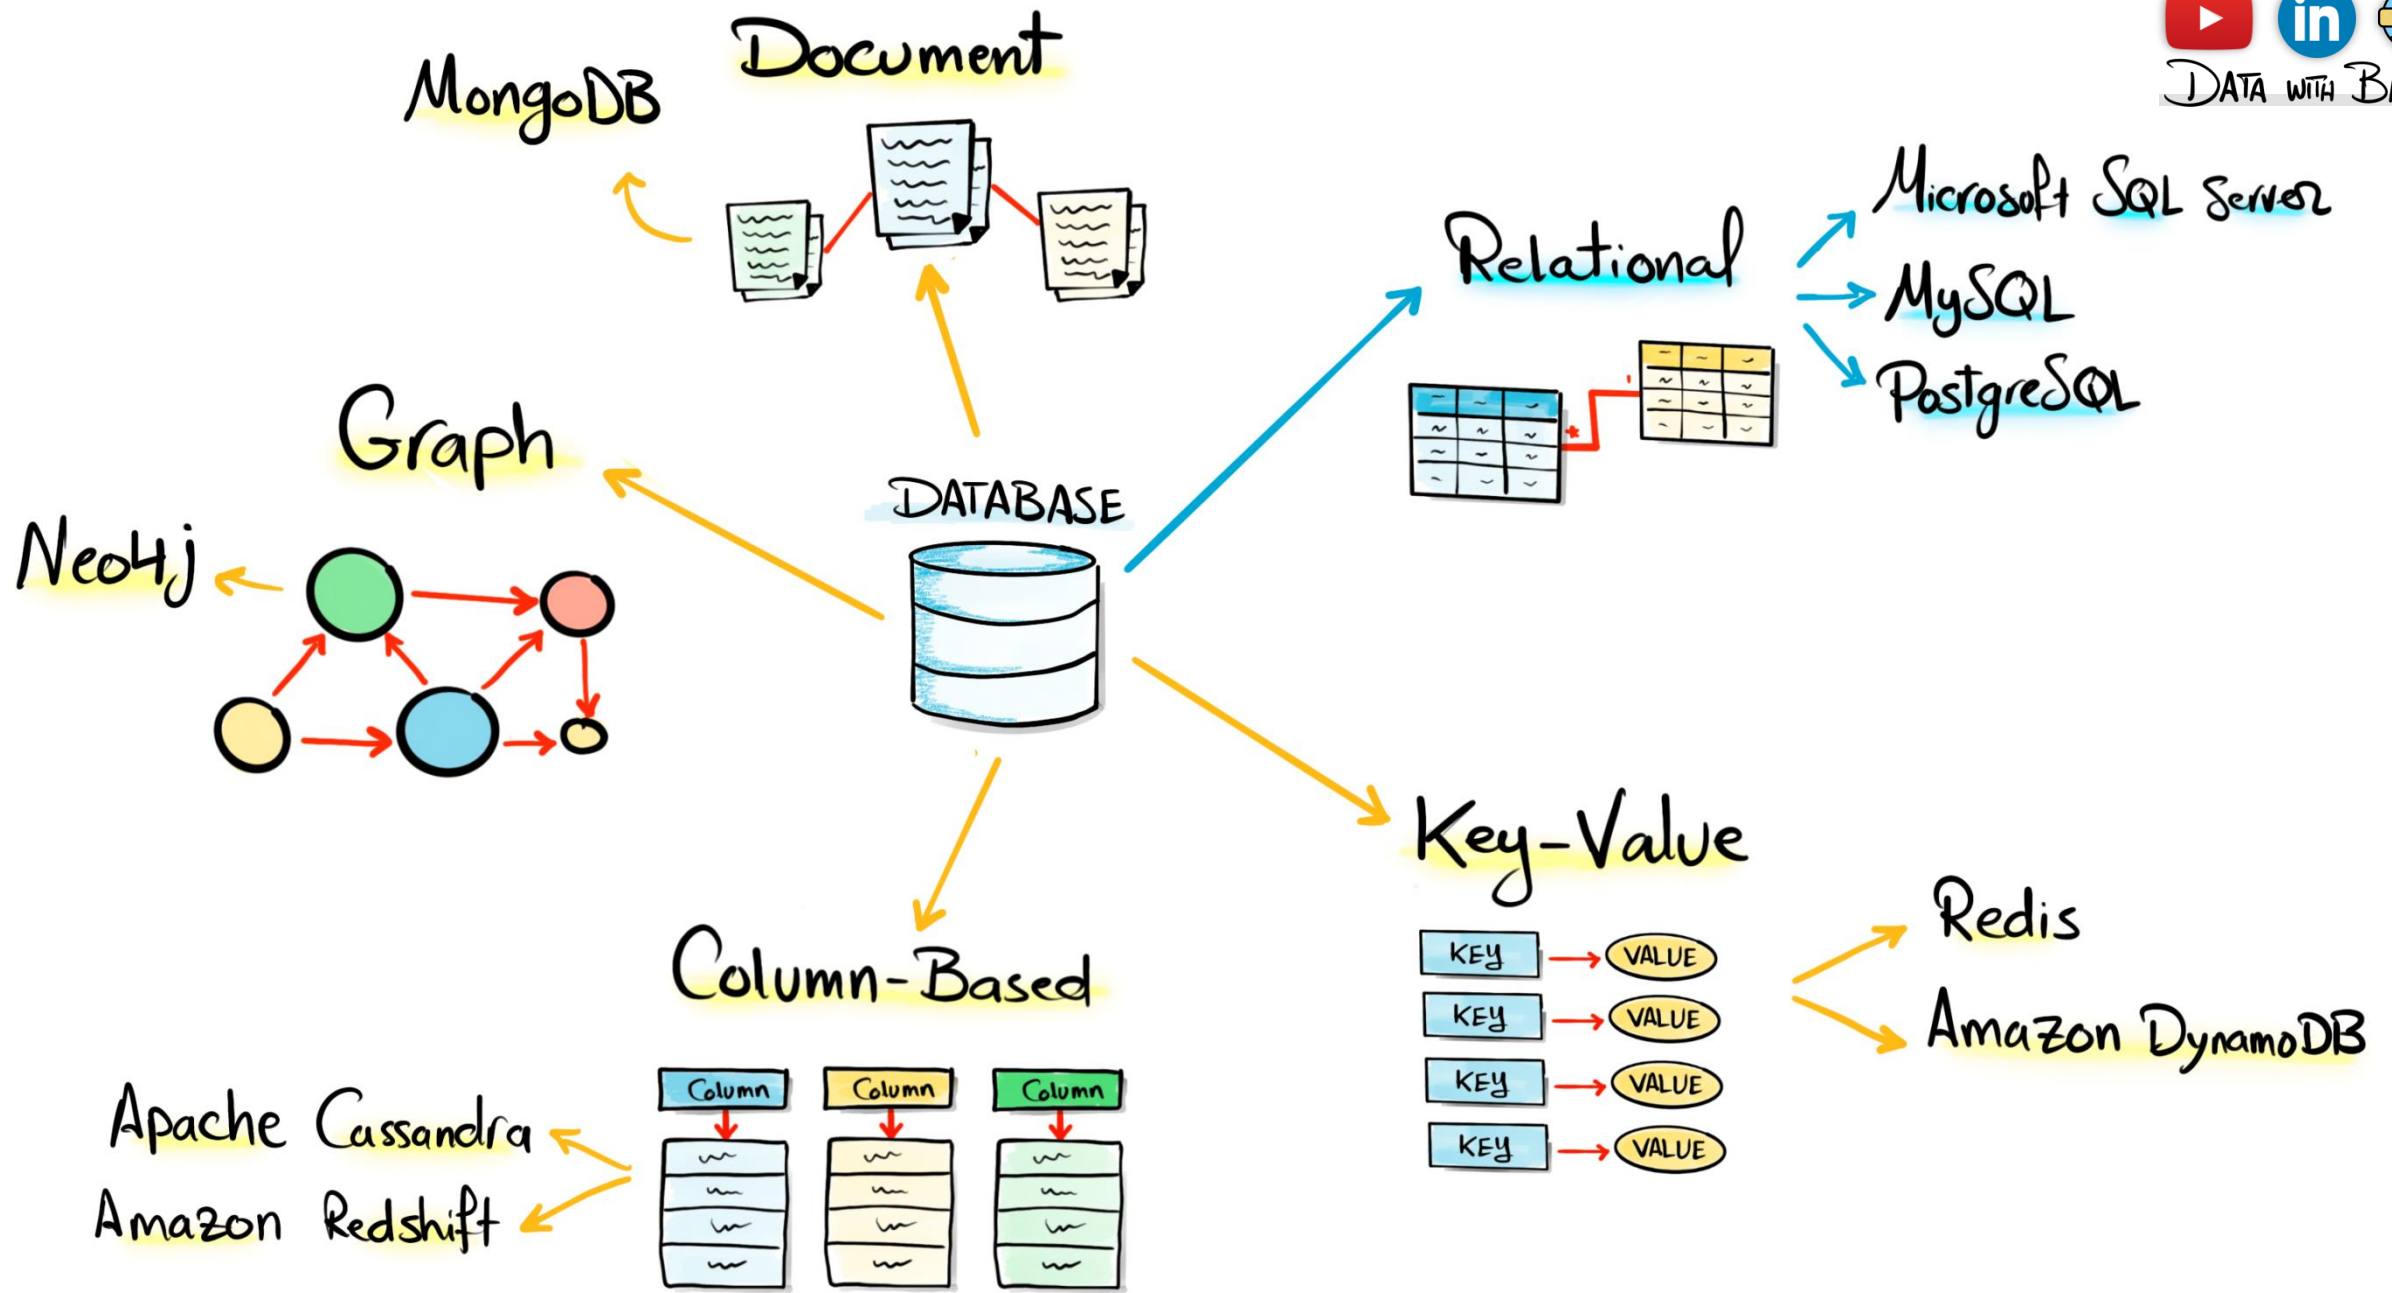 Document
MongoDB
in
DATA WITH
Relational
Microsoft SQL Server
MySQL
PostgreSQL
Graph
Neo4j
DATABASE
Key-Value
KEY VALUE
KEY VALUE
KEY VALUE
KEY VALUE
Redis
Amazon DynamoDB
Column-Based
Column Column Column
Apache Cassandra
Amazon Redshift